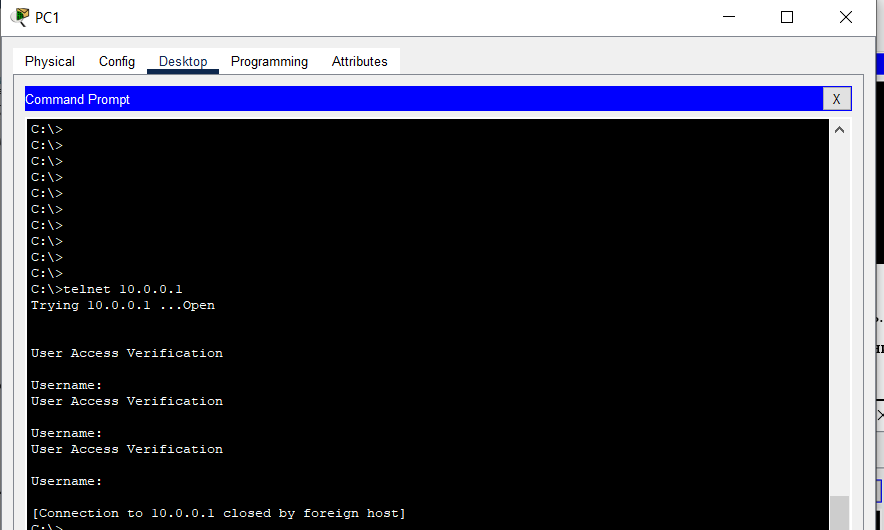 PC1
Physical Config Desktop Programming Attributes
Command Prompt
X
C:\>
C:\>
C:\>
C:\>
C:\>
C:\>
C:\>
C:\>
C:\>
C:\>
C:\>telnet 10.0.0.1
Trying 10.0.0.1 ...Open
User Access Verification
Username:
User Access Verification
Username:
User Access Verification
Username:
[Connection to 10.0.0.1 closed by foreign host]
C:\>